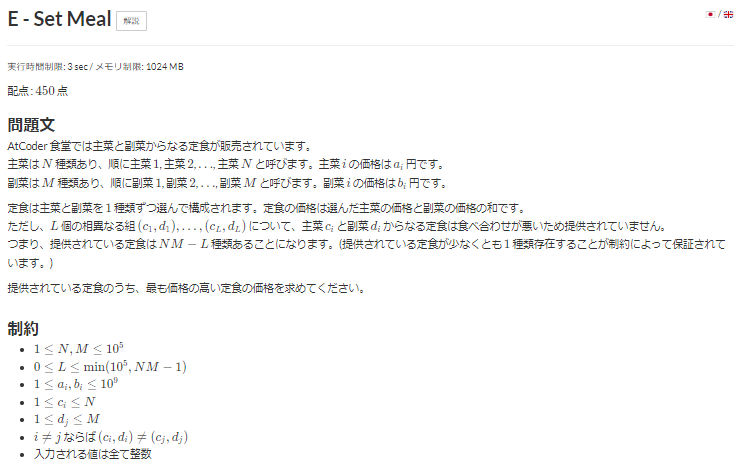 E - Set Meal 解説
/
実行時間制限: 3 sec / メモリ制限: 1024 MB
配点 : 450 点
問題文
AtCoder 食堂では主菜と副菜からなる定食が販売されています。
主菜は N 種類あり、順に主菜 1, 主菜 2, …, 主菜 N と呼びます。主菜 i の価格は a_i 円です。
副菜は M 種類あり、順に副菜 1, 副菜 2, …, 副菜 M と呼びます。副菜 i の価格は b_i 円です。
定食は主菜と副菜を 1 種類ずつ選んで構成されます。定食の価格は選んだ主菜の価格と副菜の価格の和です。
ただし、L 個の相異なる組 (c_1, d_1), …, (c_L, d_L) について、主菜 c_i と副菜 d_i からなる定食は食べ合わせが悪いため提供されていません。
つまり、提供されている定食は NM − L 種類あることになります。(提供されている定食が少なくとも 1 種類存在することが制約によって保証されて
います。)
提供されている定食のうち、最も価格の高い定食の価格を求めてください。
制約
• 1 ≤ N, M ≤ 10^5
• 0 ≤ L ≤ min(10^5, NM − 1)
• 1 ≤ a_i, b_i ≤ 10^9
• 1 ≤ c_i ≤ N
• 1 ≤ d_j ≤ M
• i ≠ j ならば (c_i, d_i) ≠ (c_j, d_j)
• 入力される値は全て整数